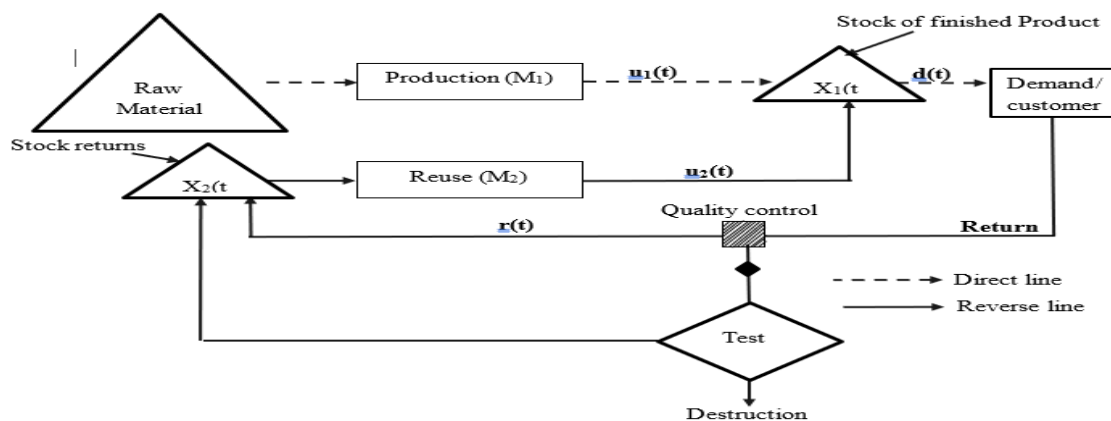 Stock of finished Product
Raw
Material
Production (M₁)
u₁(t)
X₁(t
d(t)
Demand/
customer
Stock returns
X₂(t
Reuse (M₂)
u₂(t)
Quality control
r(t)
Return
Direct line
Reverse line
Test
Destruction